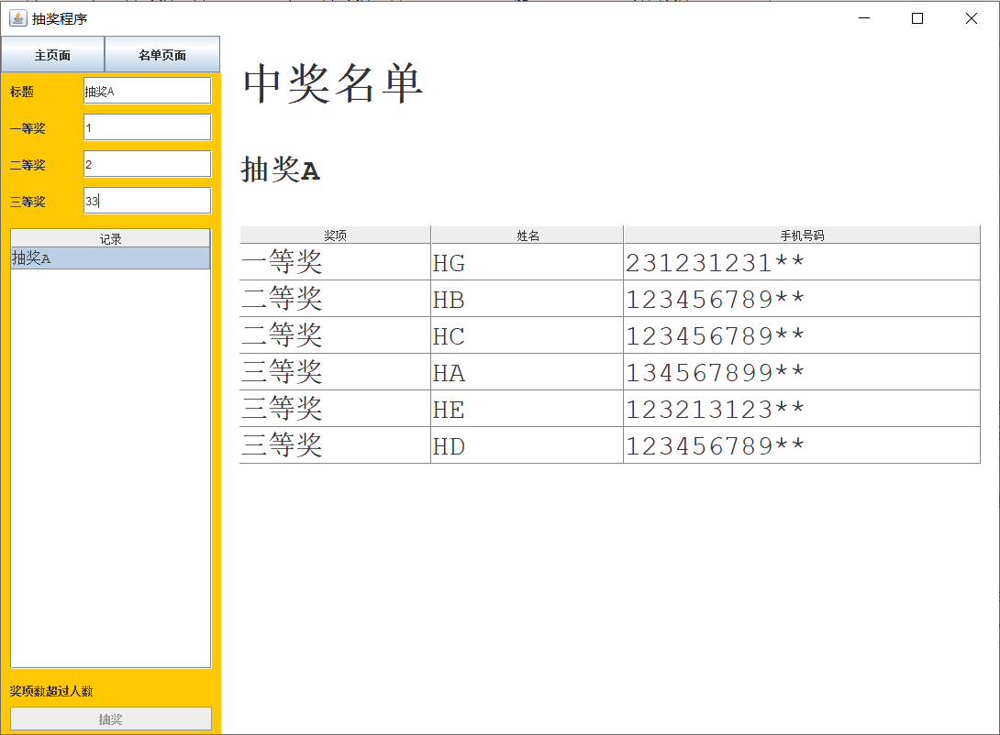 抽奖程序
主页面 名单页面
标题 抽奖A
一等奖 1
二等奖 2
三等奖 33
记录
抽奖A
奖项数超过人数
抽奖
中奖名单
抽奖A
奖项 姓名 手机号码
一等奖 HG 231231231**
二等奖 HB 123456789**
二等奖 HC 123456789**
三等奖 HA 134567899**
三等奖 HE 123213123**
三等奖 HD 123456789**